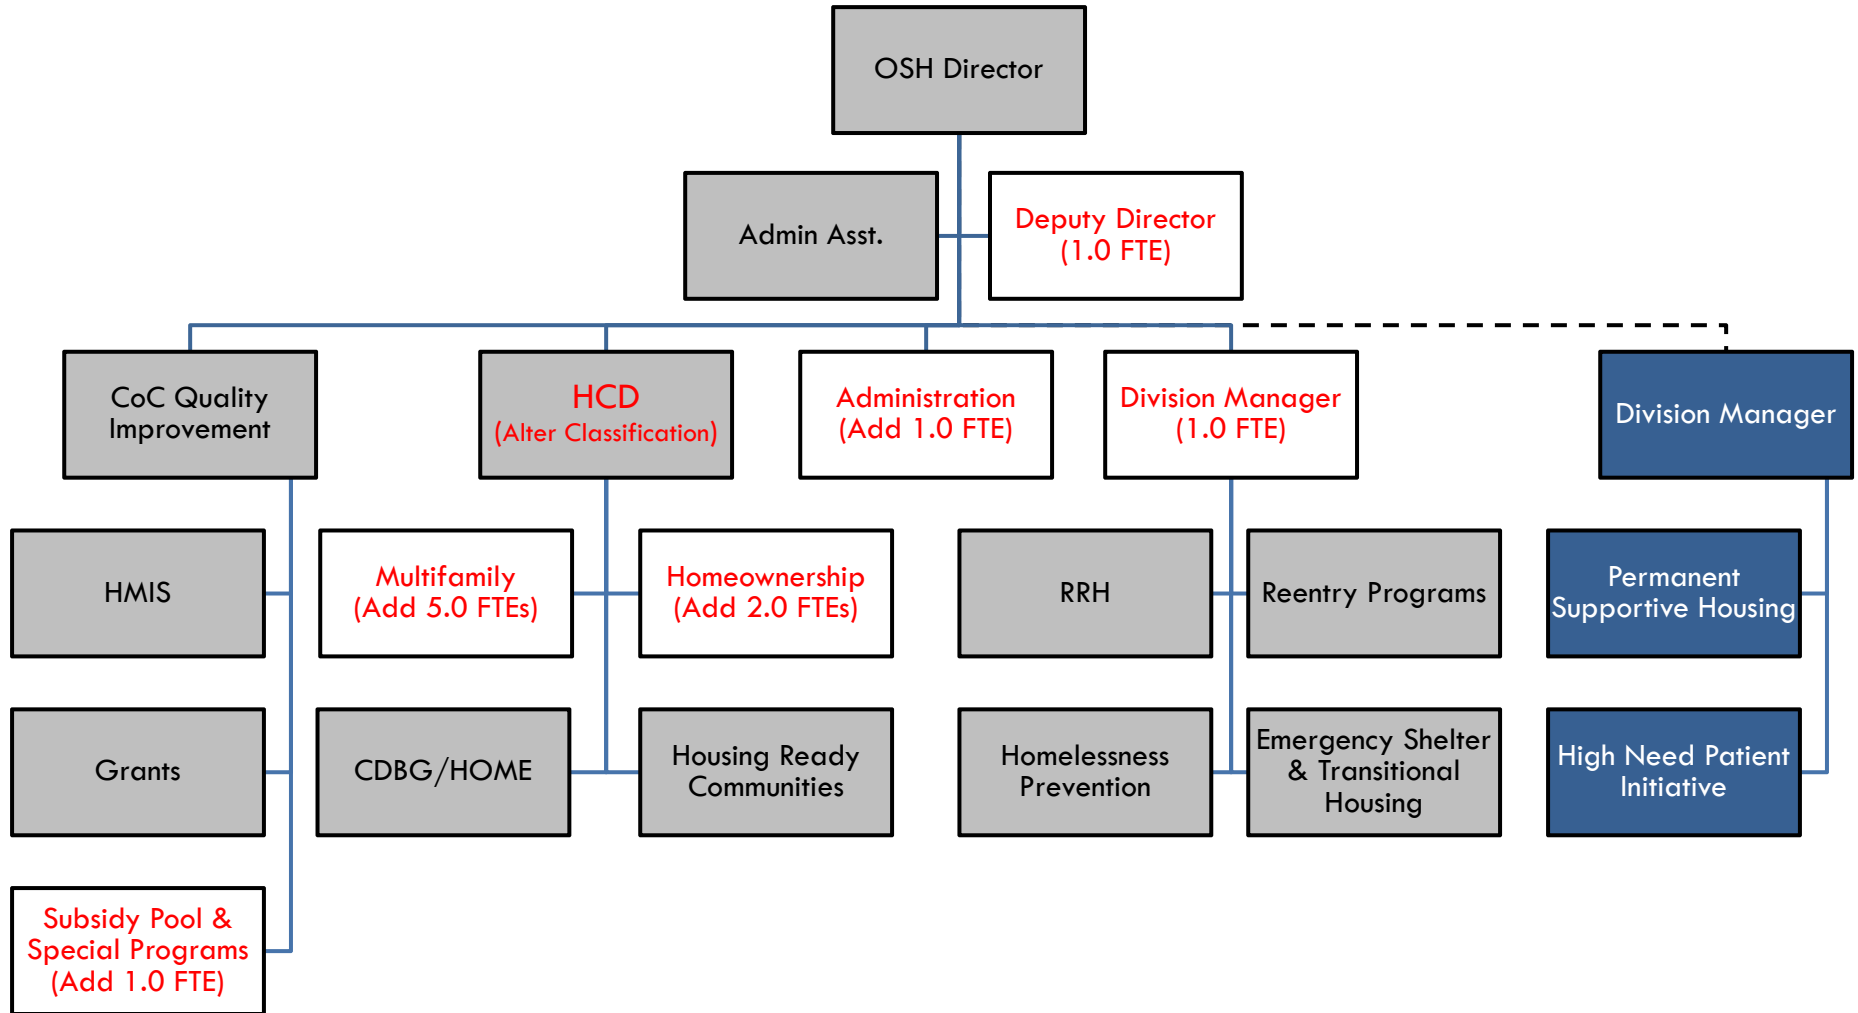 OSH Director
Admin Asst.
Deputy Director
(1.0 FTE)
CoC Quality
Improvement
HCD
(Alter Classification)
Administration
(Add 1.0 FTE)
Division Manager
(1.0 FTE)
Division Manager
HMIS
Multifamily
(Add 5.0 FTEs)
Homeownership
(Add 2.0 FTEs)
RRH
Reentry Programs
Permanent
Supportive Housing
Grants
CDBG/HOME
Housing Ready
Communities
Homelessness
Prevention
Emergency Shelter
& Transitional
Housing
High Need Patient
Initiative
Subsidy Pool &
Special Programs
(Add 1.0 FTE)